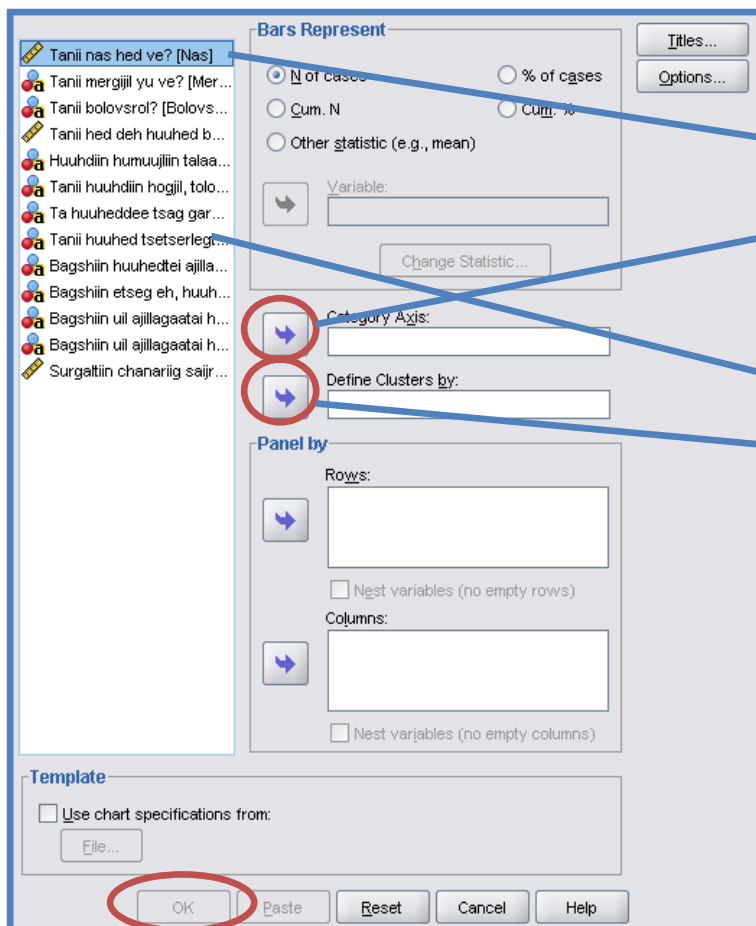 Tanii nas hed ve? [Nas]
Tanii mergijil yu ve? [Mer...
Tanii bolovsrol? [Bolovs...
Tanii hed deh huuhed b...
Huuhdiin humuujliin talaa...
Tanii huuhdiin hogjil, tolo...
Ta huuheddee tsag gar...
Tanii huuhed tsetserlegt...
Bagshiin huuhedtei ajilla...
Bagshiin etseg eh, huuh...
Bagshiin uil ajillagaatai h...
Bagshiin uil ajillagaatai h...
Surgaltiin chanariig saijr...
Bars Represent
N of cases
% of cases
Cum. N
Cum. %
Other statistic (e.g., mean)
Variable:
Change Statistic...
Category Axis:
Define Clusters by:
Panel by
Rows:
Nest variables (no empty rows)
Columns:
Nest variables (no empty columns)
Titles...
Options...
Template
Use chart specifications from:
File...
OK
Paste
Reset
Cancel
Help